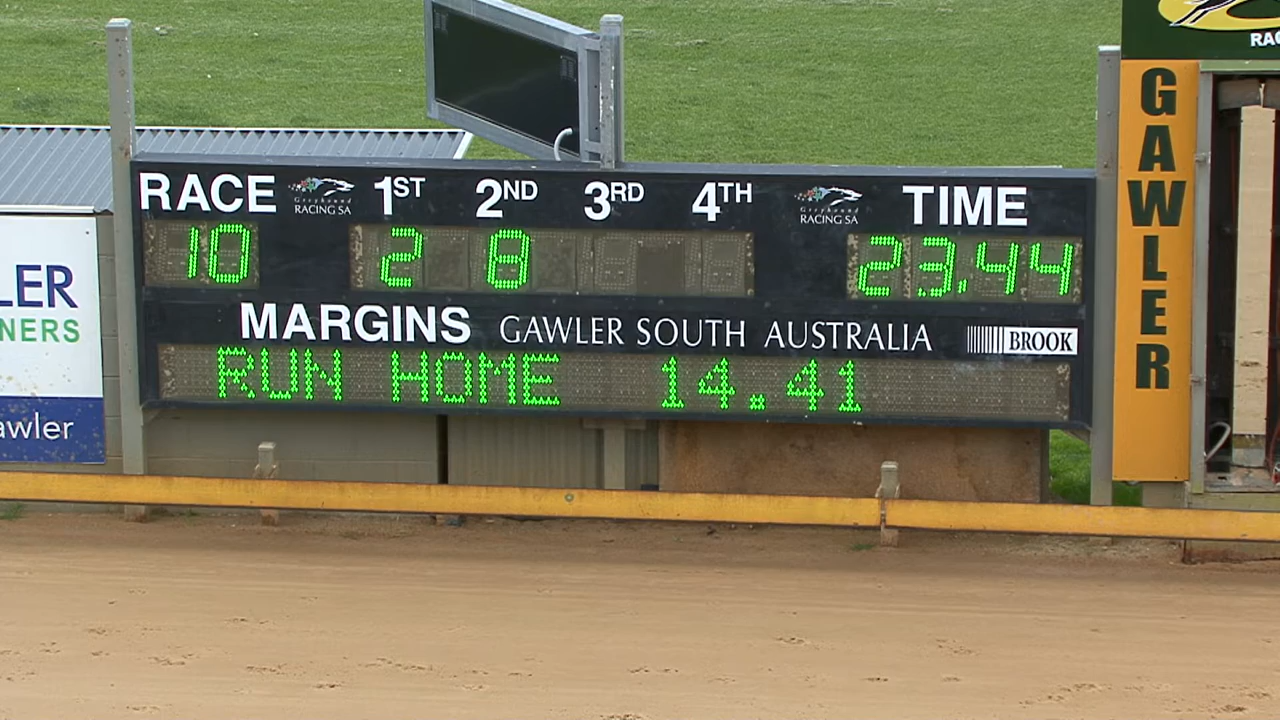 RAC
GAWLER
RACE Greyhound RACING SA 1ST 2ND 3RD 4TH Greyhound RACING SA TIME
10 2 8 23.44
MARGINS GAWLER SOUTH AUSTRALIA BROOK
RUN HOME 14.41
LER
NERS
awler